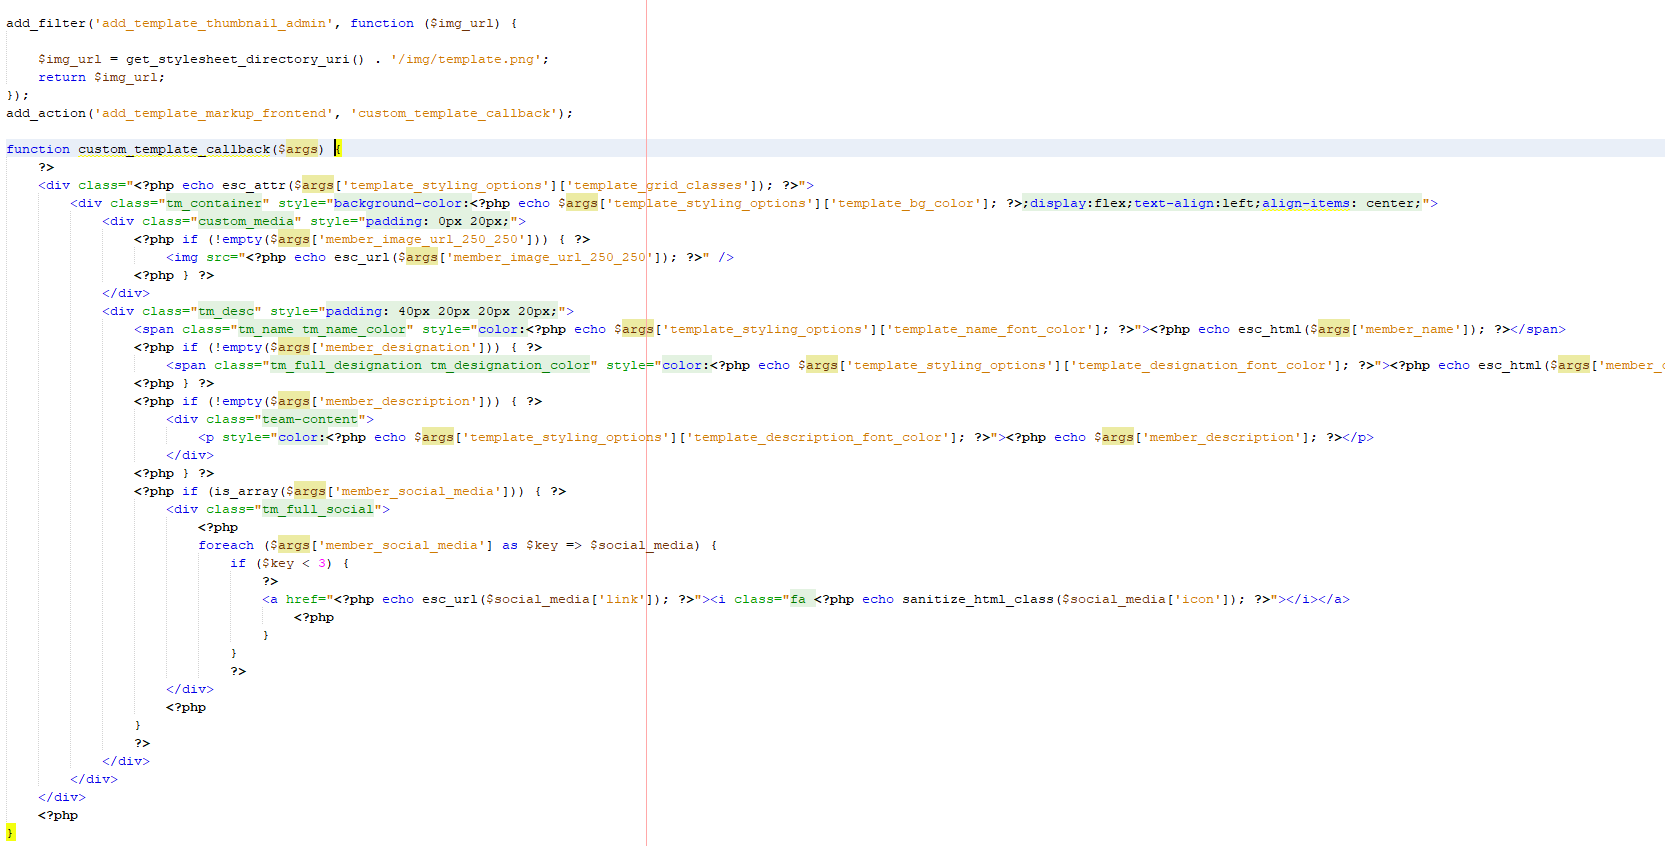 add_filter('add_template_thumbnail_admin', function ($img_url) {
$img_url = get_stylesheet_directory_uri() . '/img/template.png';
return $img_url;
});
add_action('add_template_markup_frontend', 'custom_template_callback');
function custom_template_callback($args) {
?>
<div class="<?php echo esc_attr($args['template_styling_options']['template_grid_classes']); ?>">
<div class="tm_container" style="background-color:<?php echo $args['template_styling_options']['template_bg_color']; ?>;display:flex;text-align:left;align-items: center;">
<div class="custom_media" style="padding: 0px 20px;">
<?php if (!empty($args['member_image_url_250_250'])) { ?>
<img src="<?php echo esc_url($args['member_image_url_250_250']); ?>" />
<?php } ?>
</div>
<div class="tm_desc" style="padding: 40px 20px 20px 20px;">
<span class="tm_name tm_name_color" style="color:<?php echo $args['template_styling_options']['template_name_font_color']; ?>"><?php echo esc_html($args['member_name']); ?></span>
<?php if (!empty($args['member_designation'])) { ?>
<span class="tm_full_designation tm_designation_color" style="color:<?php echo $args['template_styling_options']['template_designation_font_color']; ?>"><?php echo esc_html($args['member_
<?php } ?>
<?php if (!empty($args['member_description'])) { ?>
<div class="team-content">
<p style="color:<?php echo $args['template_styling_options']['template_description_font_color']; ?>"><?php echo $args['member_description']; ?></p>
</div>
<?php } ?>
<?php if (is_array($args['member_social_media'])) { ?>
<div class="tm_full_social">
<?php
foreach ($args['member_social_media'] as $key => $social_media) {
if ($key < 3) {
?>
<a href="<?php echo esc_url($social_media['link']); ?>"><i class="fa <?php echo sanitize_html_class($social_media['icon']); ?>"></i></a>
<?php
}
}
?>
</div>
<?php
}
?>
</div>
</div>
</div>
<?php
}